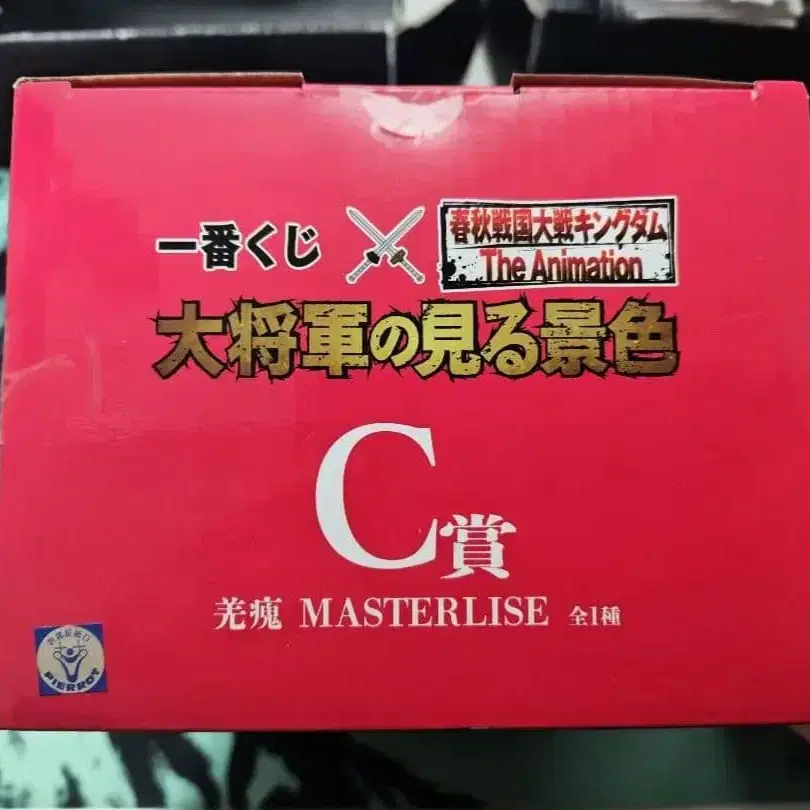 一番くじ
春秋戦国大戦キングダム
The Animation
大将軍の見る景色
C賞
羌瘣 MASTERLISE 全1種
PIERROT